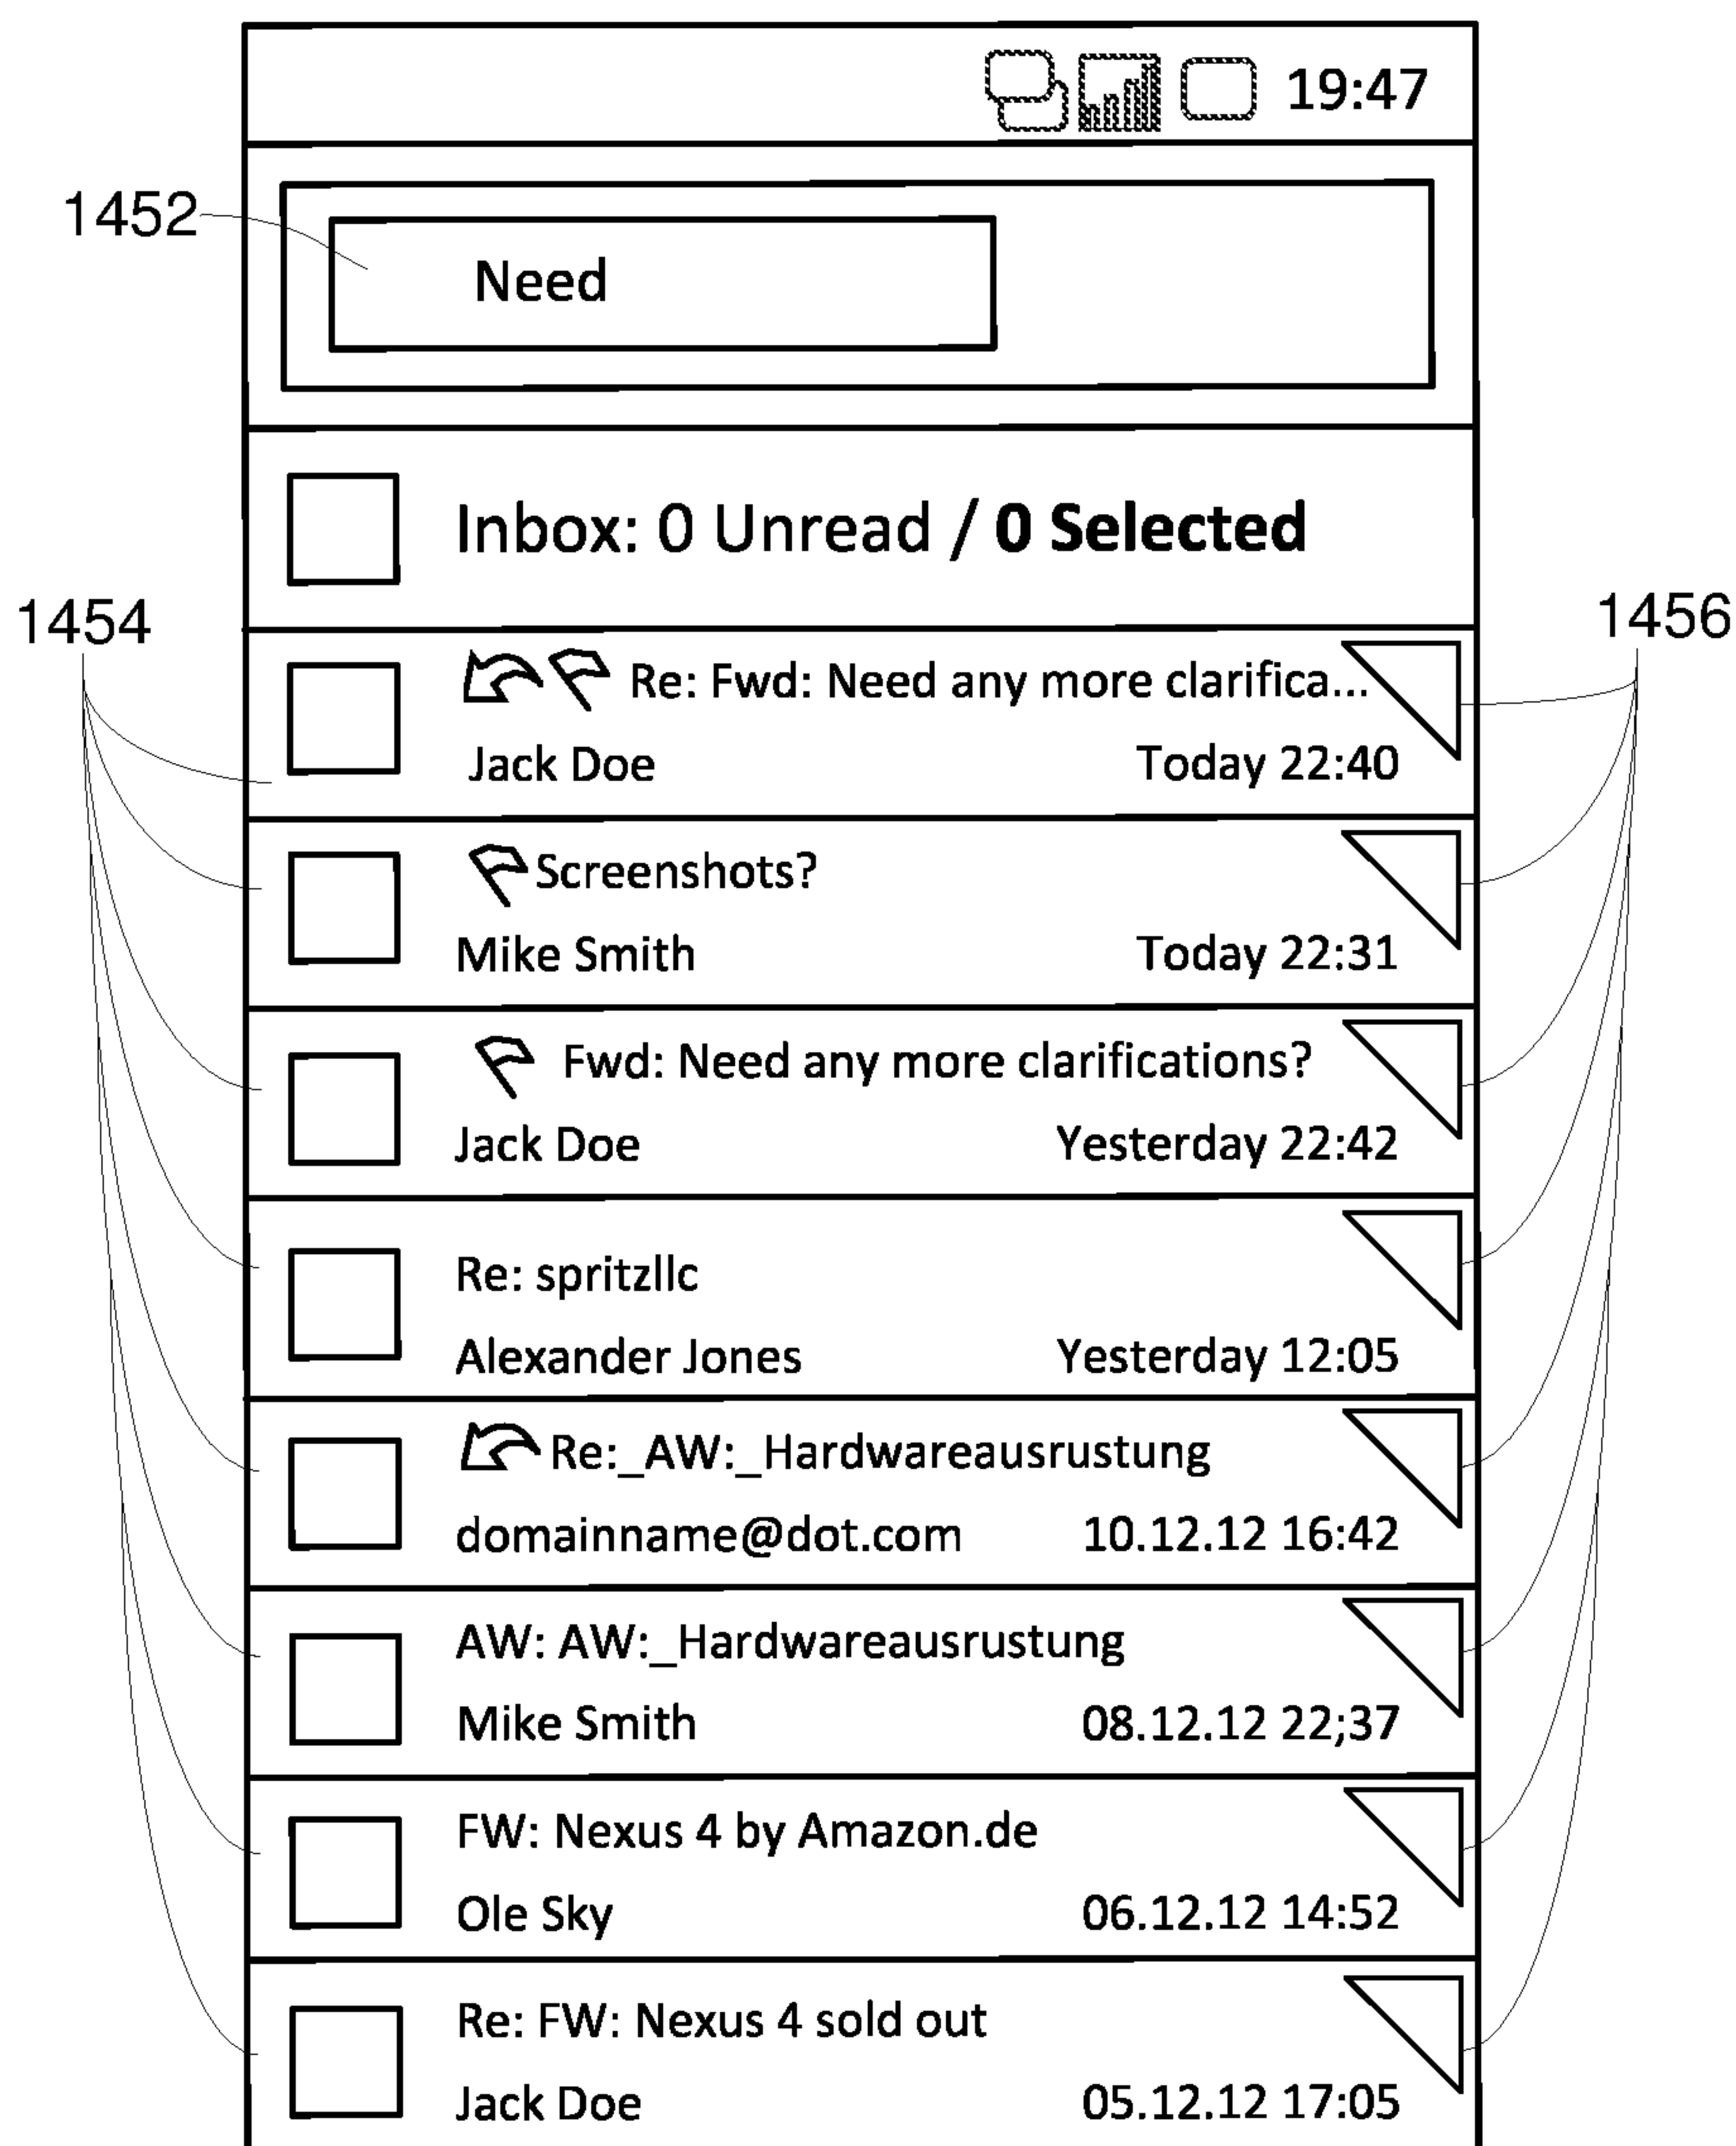 19:47
1452
Need
Inbox: 0 Unread / 0 Selected
1454
1456
Re: Fwd: Need any more clarifica...
Jack Doe Today 22:40
Screenshots?
Mike Smith Today 22:31
Fwd: Need any more clarifications?
Jack Doe Yesterday 22:42
Re: spritzllc
Alexander Jones Yesterday 12:05
Re:_AW:_Hardwareausrustung
domainname@dot.com 10.12.12 16:42
AW: AW:_Hardwareausrustung
Mike Smith 08.12.12 22;37
FW: Nexus 4 by Amazon.de
Ole Sky 06.12.12 14:52
Re: FW: Nexus 4 sold out
Jack Doe 05.12.12 17:05